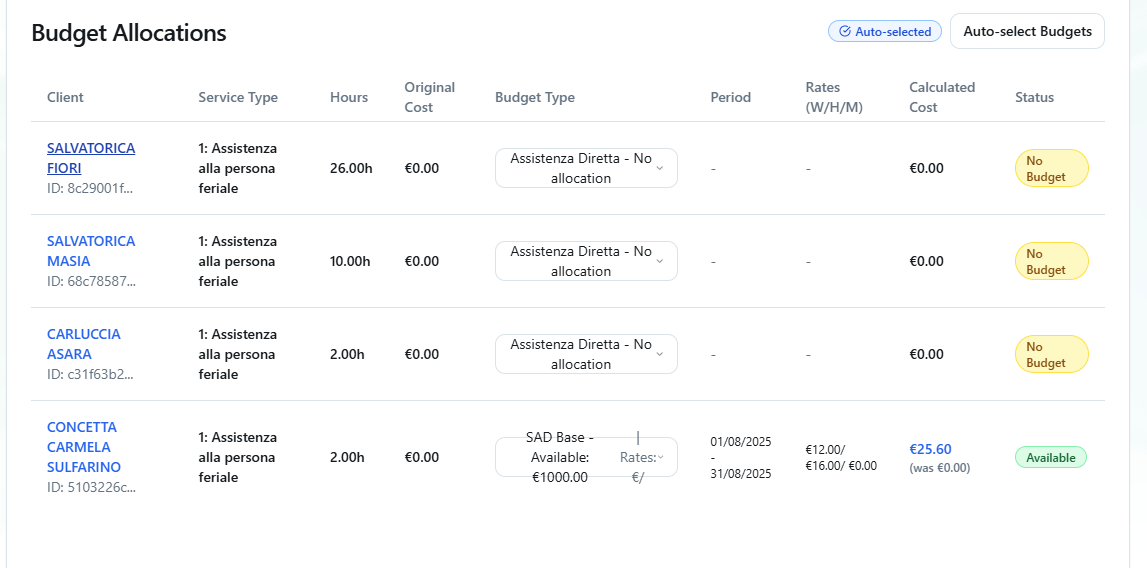 Budget Allocations
Auto-selected
Auto-select Budgets
Client
Service Type
Hours
Original
Cost
Budget Type
Period
Rates
(W/H/M)
Calculated
Cost
Status
SALVATORICA
FIORI
ID: 8c29001f...
1: Assistenza
alla persona
feriale
26.00h
€0.00
Assistenza Diretta - No
allocation
-
-
€0.00
No
Budget
SALVATORICA
MASIA
ID: 68c78587...
1: Assistenza
alla persona
feriale
10.00h
€0.00
Assistenza Diretta - No
allocation
-
-
€0.00
No
Budget
CARLUCCIA
ASARA
ID: c31f63b2...
1: Assistenza
alla persona
feriale
2.00h
€0.00
Assistenza Diretta - No
allocation
-
-
€0.00
No
Budget
CONCETTA
CARMELA
SULFARINO
ID: 5103226c...
1: Assistenza
alla persona
feriale
2.00h
€0.00
SAD Base -
Available:
€1000.00
|
Rates:
€/
01/08/2025
-
31/08/2025
€12.00/
€16.00/ €0.00
€25.60
(was €0.00)
Available